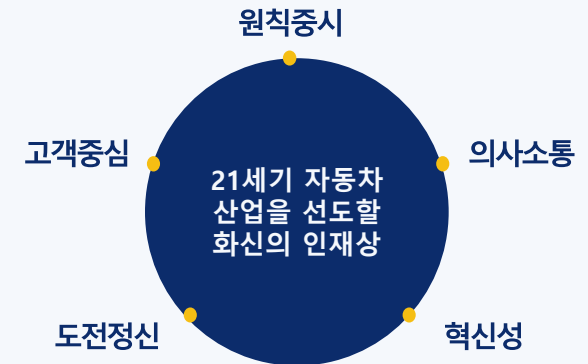 원칙중시
고객중심
의사소통
21세기 자동차
산업을 선도할
화신의 인재상
도전정신
혁신성